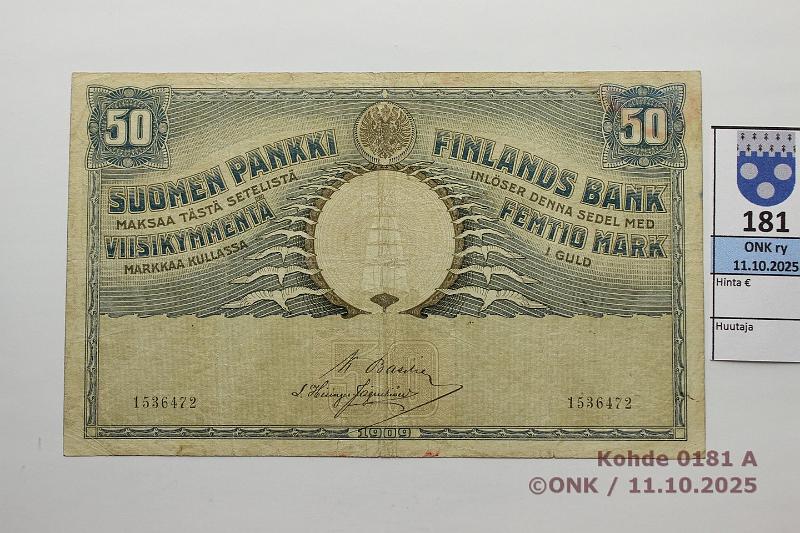 50
50
SUOMEN PANKKI
MAKSAA TÄSTÄ SETELISTÄ
VIISIKYMMENTÄ
MARKKAA KULLASSA
FINLANDS BANK
INLÖSER DENNA SEDEL MED
FEMTIO MARK
I GULD
50
1536472
1536472
1909
181
ONK ry
11.10.2025
Hinta €
Huutaja
Kohde 0181 A
©ONK / 11.10.2025